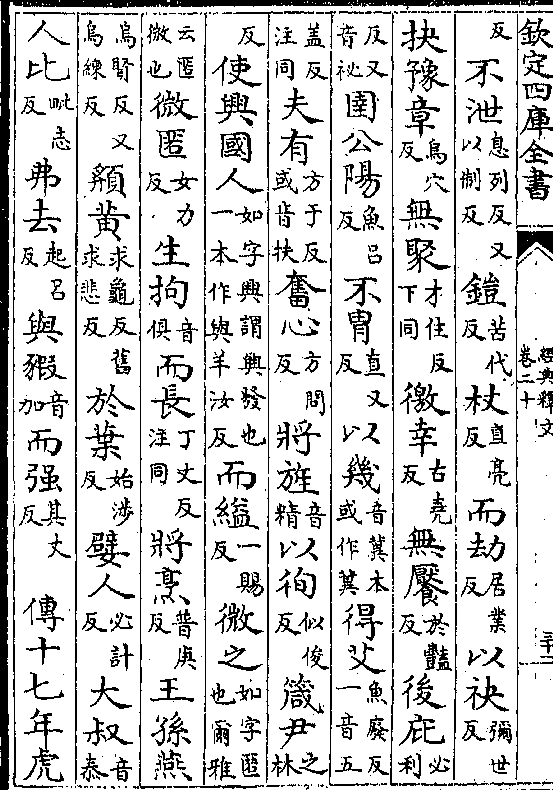 欽定四庫全書
經典釋文
卷二十
反不泄息列反又以制反鎧苦代反杖直亮反而劫居業反以袂彌世反
抉豫章烏穴反無聚才住反下同徼幸古堯反無饜於豔反後庇必利
反又音祕圉公陽魚呂反不冑直又反以幾音冀本或作冀得艾魚廢反一音五
蓋反注同夫有方于反或音扶奮心方問反將旌音精以徇似俊反箴尹之林
反使興國人如字興謂興發也一本作與羊汝反而縊一賜反微之如字匿也爾雅
云匿微也微匿女力反生拘音俱而長丁丈反注同將烹普庚反王孫燕
烏賢反又烏練反頯黃求龜反舊求悲反於葉始涉反嬖人必計反大叔音泰
人比毗志反弗去起呂反與豭音加而强其丈反 傳十七年虎